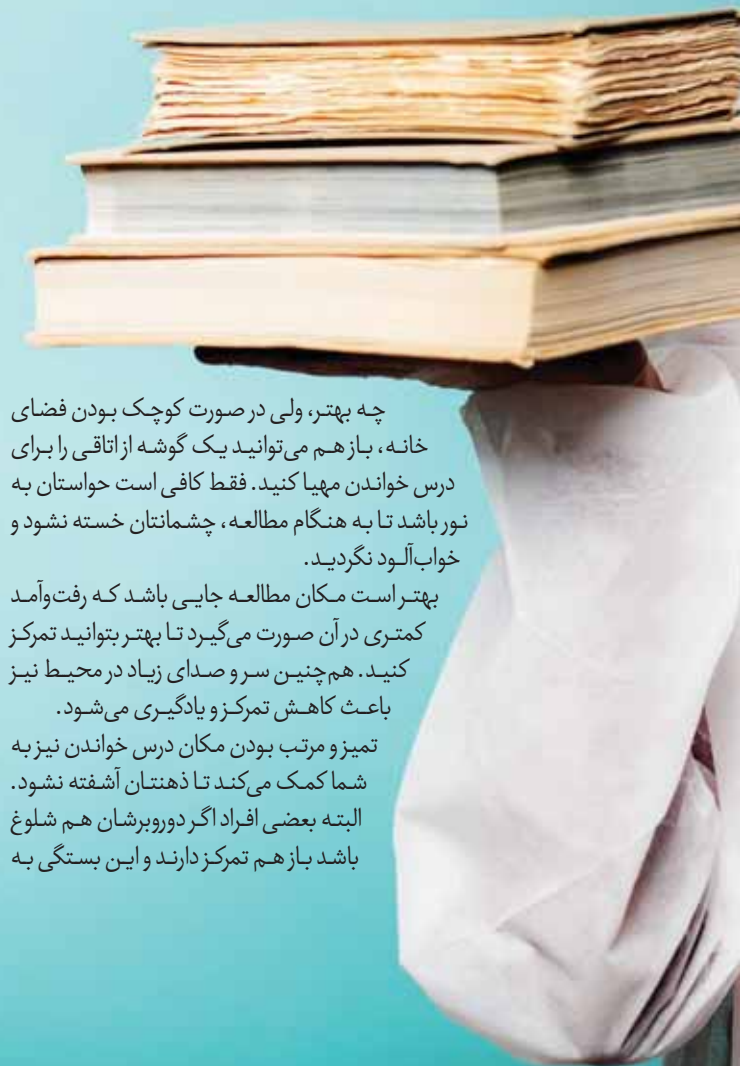 چه بهتر، ولی در صورت کوچک بودن فضای
خانه، باز هم می‌توانید یک گوشه از اتاقی را برای
درس خواندن مهیا کنید. فقط کافی است حواستان به
نور باشد تا به هنگام مطالعه، چشمانتان خسته نشود و
خواب‌آلود نگردید.
بهتر است مکان مطالعه جایی باشد که رفت‌وآمد
کمتری در آن صورت می‌گیرد تا بهتر بتوانید تمرکز
کنید. هم‌چنین سر و صدای زیاد در محیط نیز
باعث کاهش تمرکز و یادگیری می‌شود.
تمیز و مرتب بودن مکان درس خواندن نیز به
شما کمک می‌کند تا ذهنتان آشفته نشود.
البته بعضی افراد اگر دوروبرشان هم شلوغ
باشد باز هم تمرکز دارند و این بستگی به